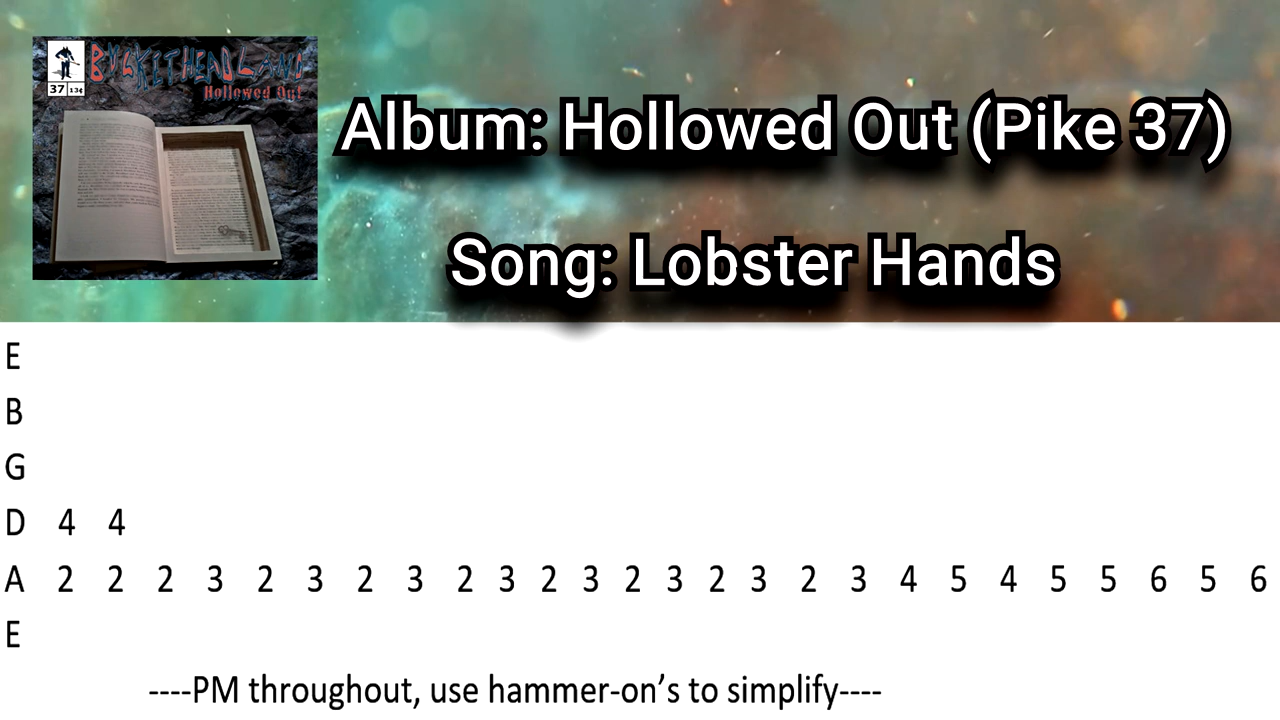 BUCKETHEADLAND
Hollowed Out
37 13¢
Album: Hollowed Out (Pike 37)
Song: Lobster Hands
E
B
G
D 4 4
A 2 2 2 3 2 3 2 3 2 3 2 3 2 3 2 3 2 3 4 5 4 5 5 6 5 6
E
----PM throughout, use hammer-on’s to simplify----